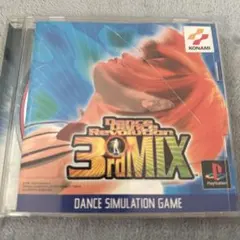 KONAMI
Dance
Dance
Revolution
3rdMIX
PlayStation
DANCE SIMULATION GAME